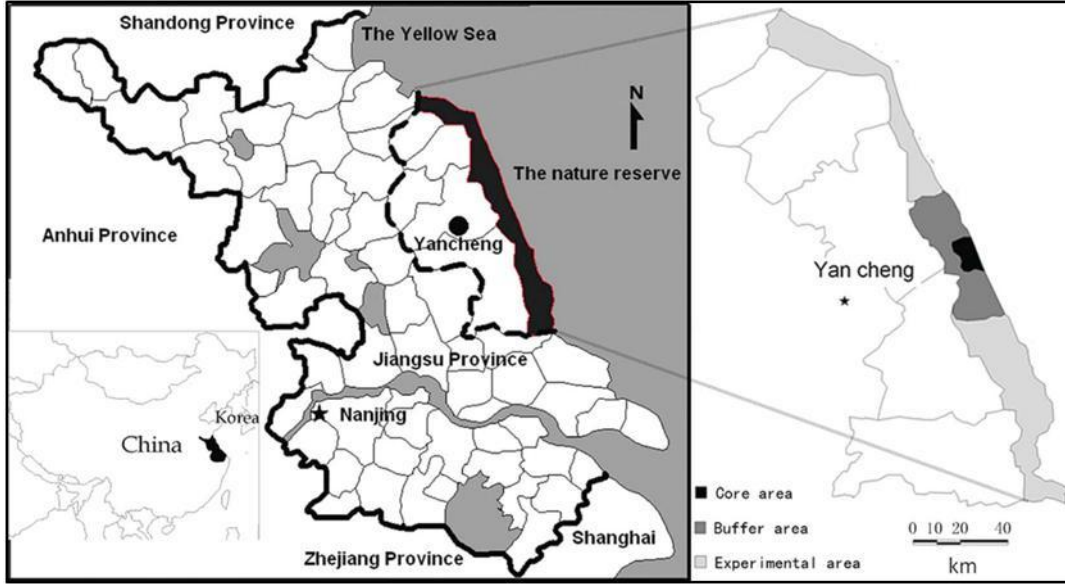 Shandong Province
The Yellow Sea
N
The nature reserve
Anhui Province
Yancheng
Jiangsu Province
Nanjing
Shanghai
Zhejiang Province
Korea
China
Yan cheng
Core area
Buffer area
Experimental area
0 10 20 40
km